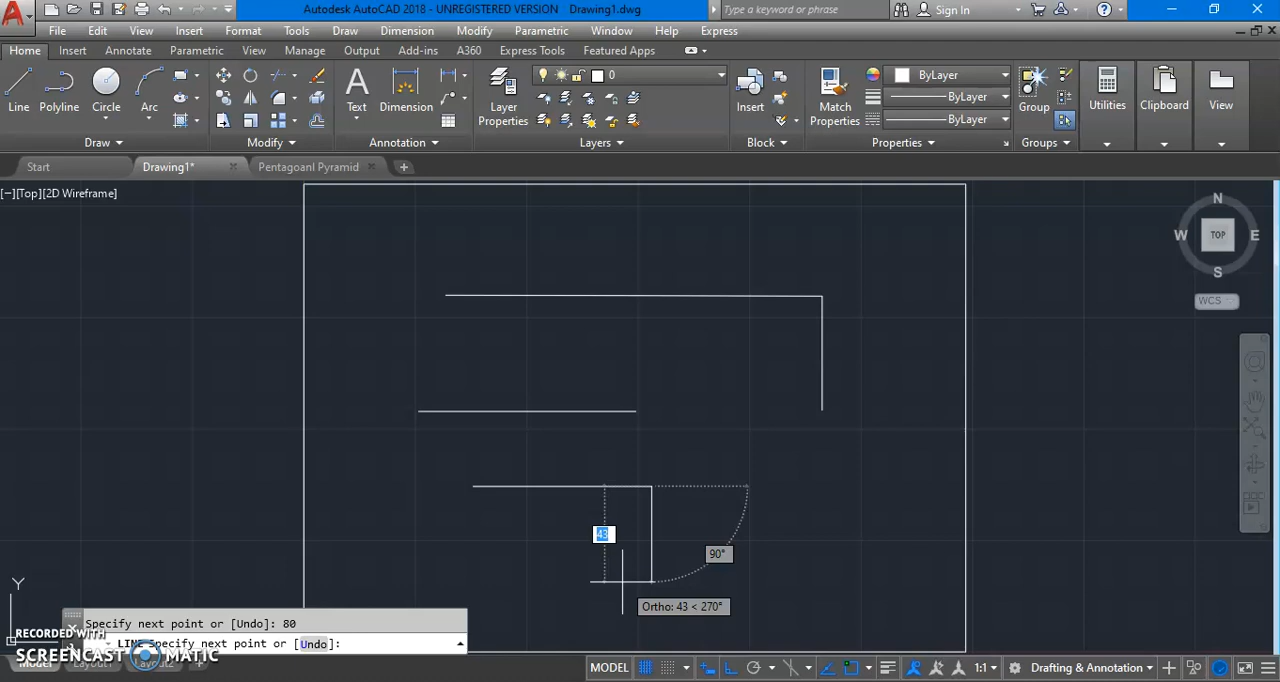 Autodesk AutoCAD 2018 - UNREGISTERED VERSION Drawing1.dwg
Type a keyword or phrase
Sign In
File Edit View Insert Format Tools Draw Dimension Modify Parametric Window Help Express
Home Insert Annotate Parametric View Manage Output Add-ins A360 Express Tools Featured Apps
0
ByLayer
ByLayer
ByLayer
Line Polyline Circle Arc Text Dimension Layer Properties Insert Match Properties Group Utilities Clipboard View
Draw Modify Annotation Layers Block Properties Groups
Start Drawing1* Pentagoanl Pyramid
[−][Top][2D Wireframe]
N
W TOP E
S
WCS
43
90°
Ortho: 43 < 270°
Y
Specify next point or [Undo]: 80
LINE Specify next point or [Undo]:
RECORDED WITH
SCREENCAST MATIC
Model Layout1 Layout2
MODEL 1:1 Drafting & Annotation